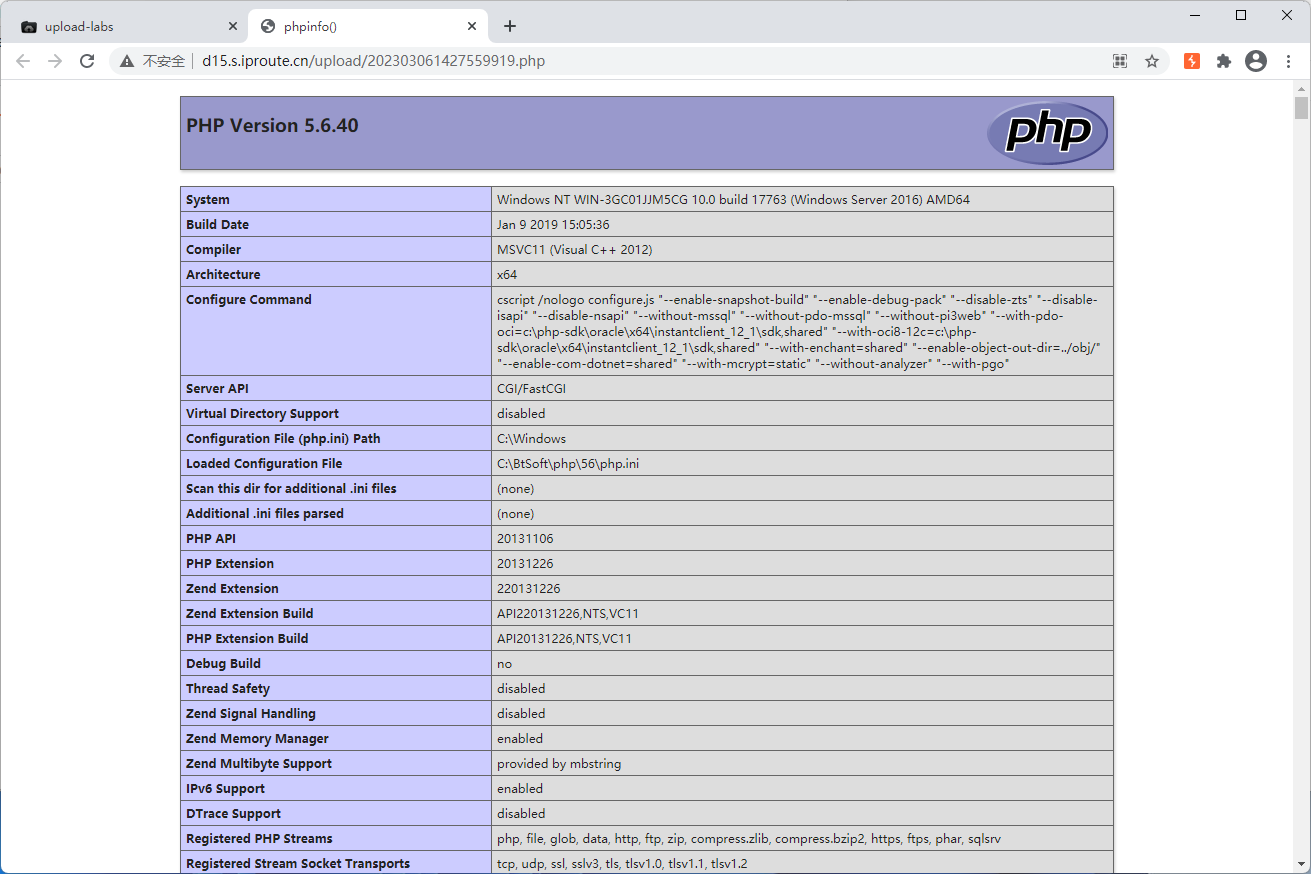 upload-labs
phpinfo()
不安全 d15.s.iproute.cn/upload/202303061427559919.php
PHP Version 5.6.40
php
System Windows NT WIN-3GC01JJM5CG 10.0 build 17763 (Windows Server 2016) AMD64
Build Date Jan 9 2019 15:05:36
Compiler MSVC11 (Visual C++ 2012)
Architecture x64
Configure Command cscript /nologo configure.js "--enable-snapshot-build" "--enable-debug-pack" "--disable-zts" "--disable-
isapi" "--disable-nsapi" "--without-mssql" "--without-pdo-mssql" "--without-pi3web" "--with-pdo-
oci=c:\php-sdk\oracle\x64\instantclient_12_1\sdk,shared" "--with-oci8-12c=c:\php-
sdk\oracle\x64\instantclient_12_1\sdk,shared" "--with-enchant=shared" "--enable-object-out-dir=../obj/"
"--enable-com-dotnet=shared" "--with-mcrypt=static" "--without-analyzer" "--with-pgo"
Server API CGI/FastCGI
Virtual Directory Support disabled
Configuration File (php.ini) Path C:\Windows
Loaded Configuration File C:\BtSoft\php\56\php.ini
Scan this dir for additional .ini files (none)
Additional .ini files parsed (none)
PHP API 20131106
PHP Extension 20131226
Zend Extension 220131226
Zend Extension Build API220131226,NTS,VC11
PHP Extension Build API20131226,NTS,VC11
Debug Build no
Thread Safety disabled
Zend Signal Handling disabled
Zend Memory Manager enabled
Zend Multibyte Support provided by mbstring
IPv6 Support enabled
DTrace Support disabled
Registered PHP Streams php, file, glob, data, http, ftp, zip, compress.zlib, compress.bzip2, https, ftps, phar, sqlsrv
Registered Stream Socket Transports tcp, udp, ssl, sslv3, tls, tlsv1.0, tlsv1.1, tlsv1.2